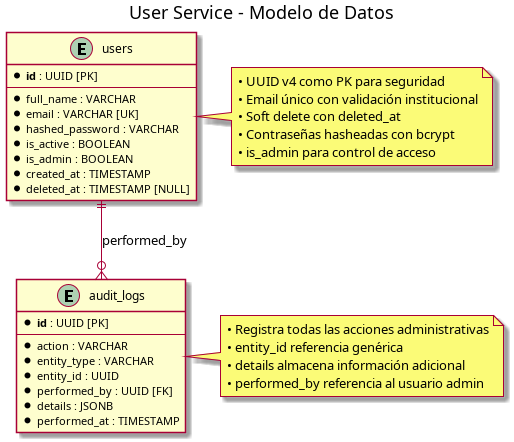 User Service - Modelo de Datos
E users
id : UUID [PK]
full_name : VARCHAR
email : VARCHAR [UK]
hashed_password : VARCHAR
is_active : BOOLEAN
is_admin : BOOLEAN
created_at : TIMESTAMP
deleted_at : TIMESTAMP [NULL]
• UUID v4 como PK para seguridad
• Email único con validación institucional
• Soft delete con deleted_at
• Contraseñas hasheadas con bcrypt
• is_admin para control de acceso
performed_by
E audit_logs
id : UUID [PK]
action : VARCHAR
entity_type : VARCHAR
entity_id : UUID
performed_by : UUID [FK]
details : JSONB
performed_at : TIMESTAMP
• Registra todas las acciones administrativas
• entity_id referencia genérica
• details almacena información adicional
• performed_by referencia al usuario admin